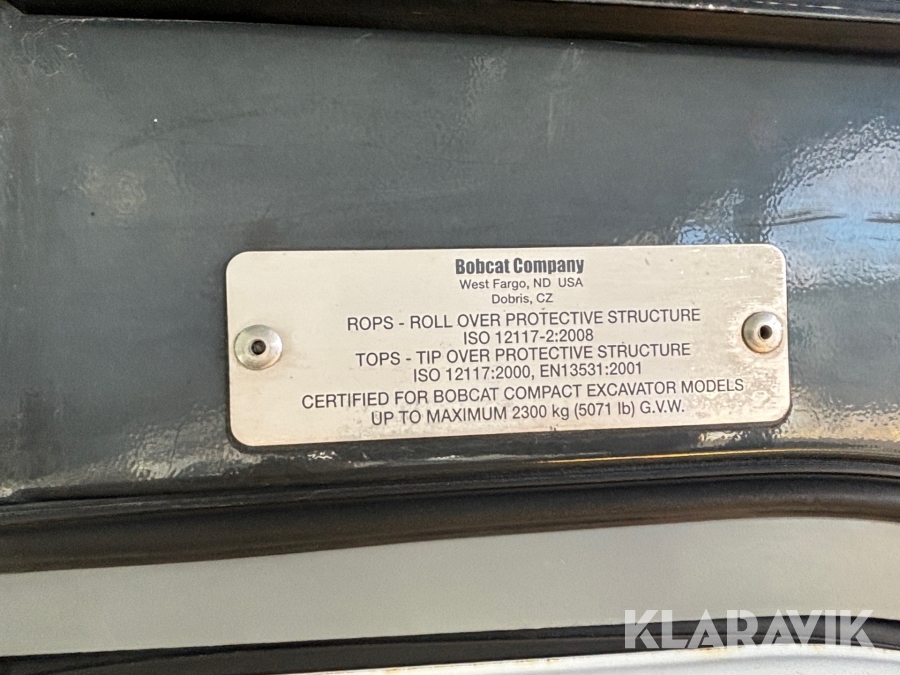 Bobcat Company
West Fargo, ND USA
Dobris, CZ
ROPS - ROLL OVER PROTECTIVE STRUCTURE
ISO 12117-2:2008
TOPS - TIP OVER PROTECTIVE STRUCTURE
ISO 12117:2000, EN13531:2001
CERTIFIED FOR BOBCAT COMPACT EXCAVATOR MODELS
UP TO MAXIMUM 2300 kg (5071 lb) G.V.W.
KLARAVIK